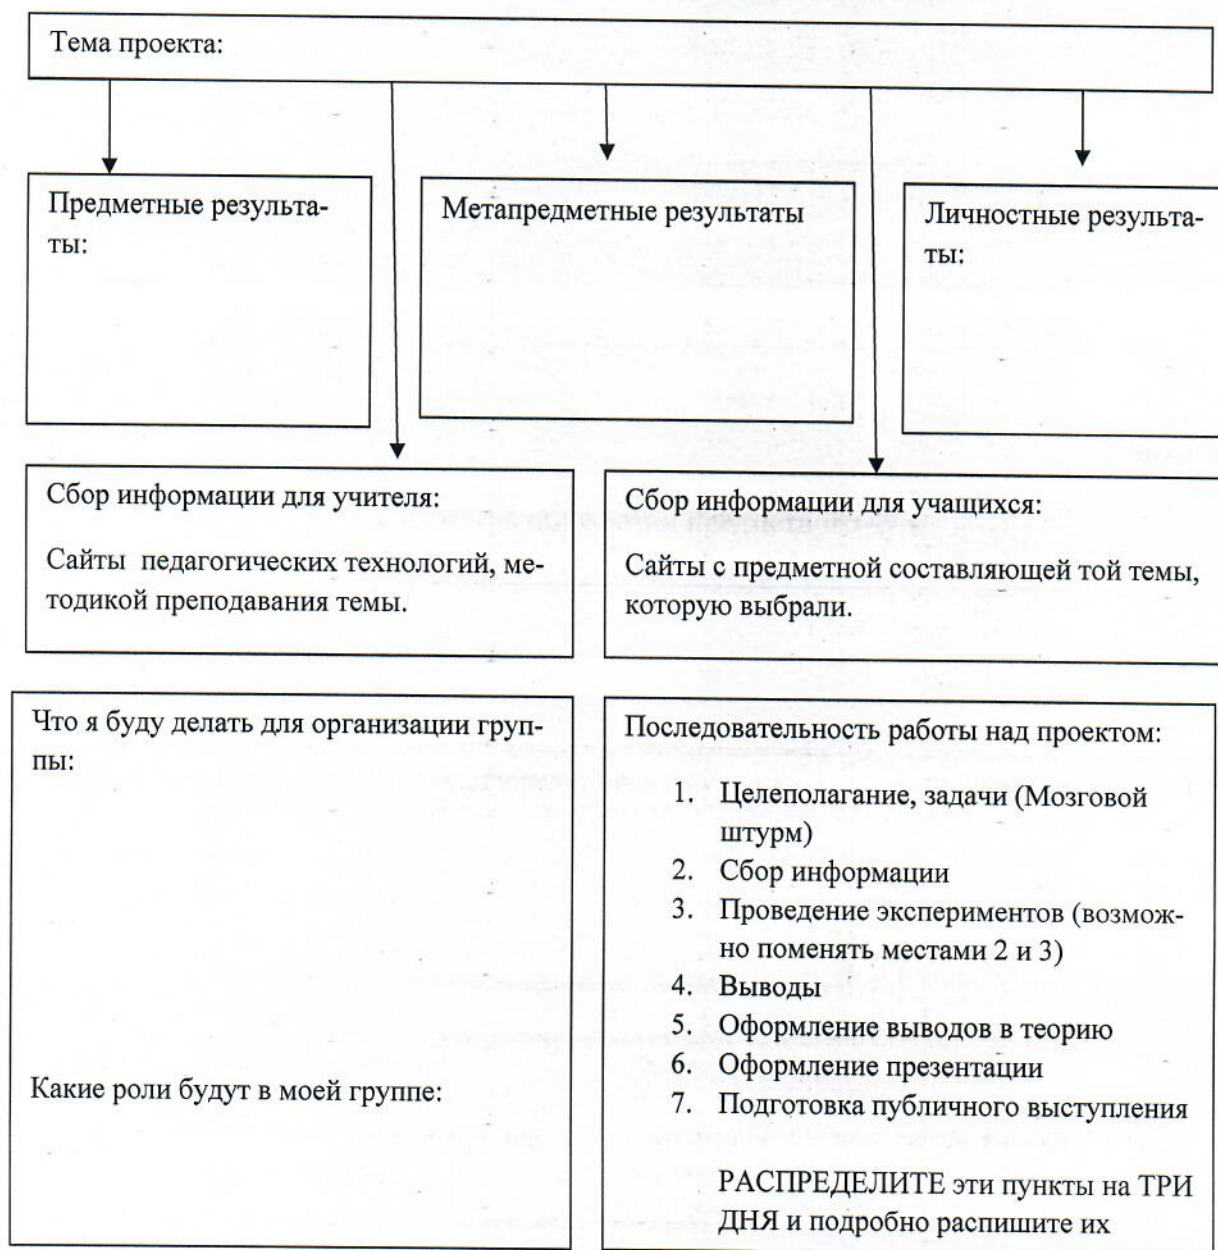 Тема проекта:
Предметные результа-
ты:
Метапредметные результаты
Личностные результа-
ты:
Сбор информации для учителя:
Сайты педагогических технологий, ме-
тодикой преподавания темы.
Сбор информации для учащихся:
Сайты с предметной составляющей той темы,
которую выбрали.
Что я буду делать для организации груп-
пы:
Какие роли будут в моей группе:
Последовательность работы над проектом:
1. Целеполагание, задачи (Мозговой
штурм)
2. Сбор информации
3. Проведение экспериментов (возмож-
но поменять местами 2 и 3)
4. Выводы
5. Оформление выводов в теорию
6. Оформление презентации
7. Подготовка публичного выступления
РАСПРЕДЕЛИТЕ эти пункты на ТРИ
ДНЯ и подробно распишите их